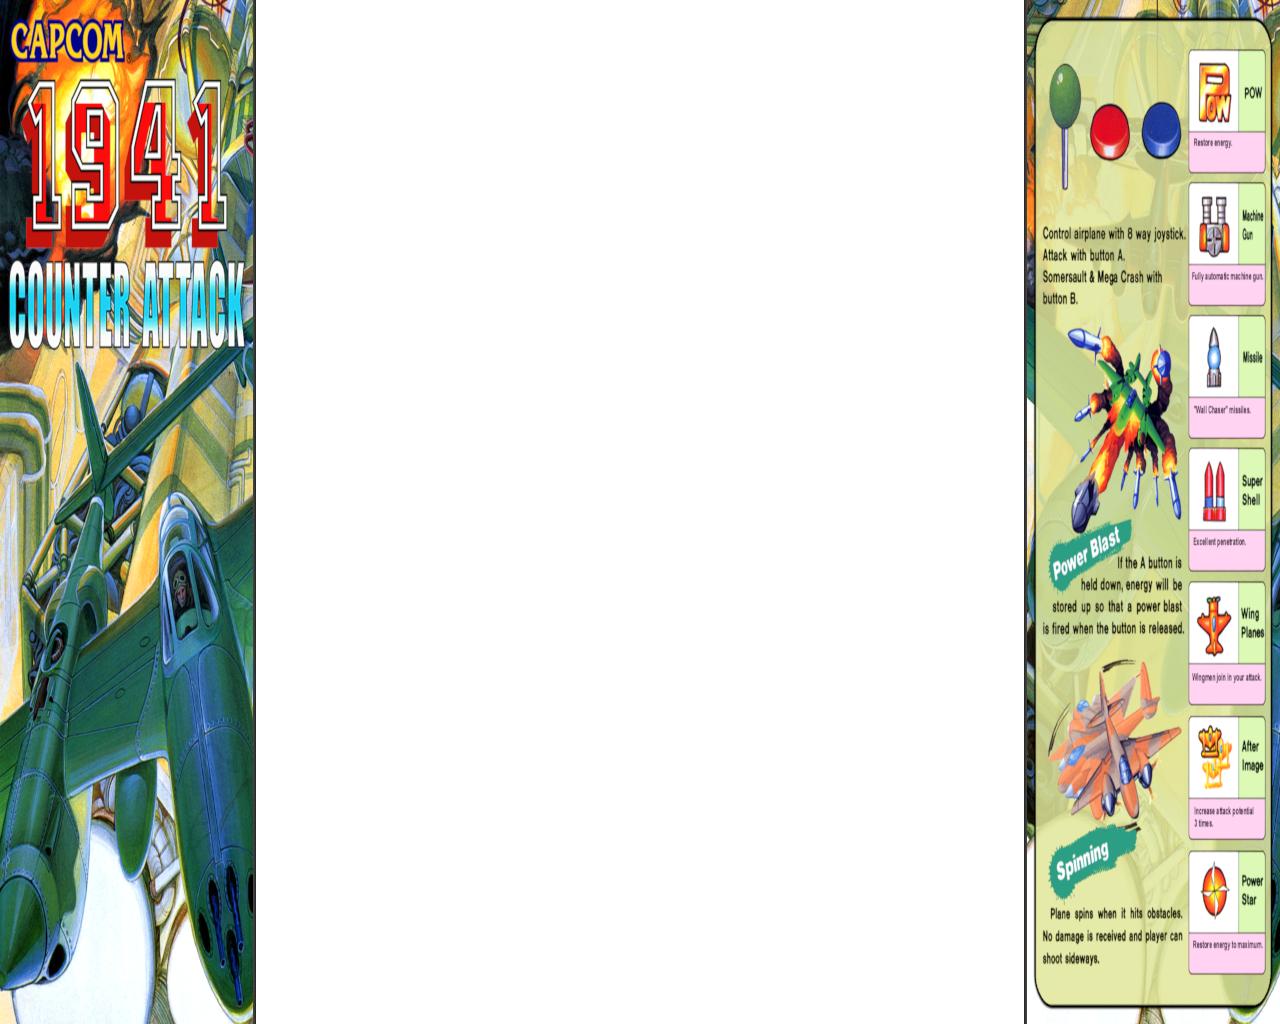 CAPCOM
1941
COUNTER ATTACK
Control airplane with 8 way joystick.
Attack with button A.
Somersault & Mega Crash with
button B.
Power Blast
If the A button is
held down, energy will be
stored up so that a power blast
is fired when the button is released.
Spinning
Plane spins when it hits obstacles.
No damage is received and player can
shoot sideways.
POW
POW
Restore energy.
Machine
Gun
Fully automatic machine gun.
Missile
"Wall Chaser" missiles.
Super
Shell
Excellent penetration.
Wing
Planes
Wingmen join in your attack.
After
Image
Increase attack potential
3 times.
Power
Star
Restore energy to maximum.